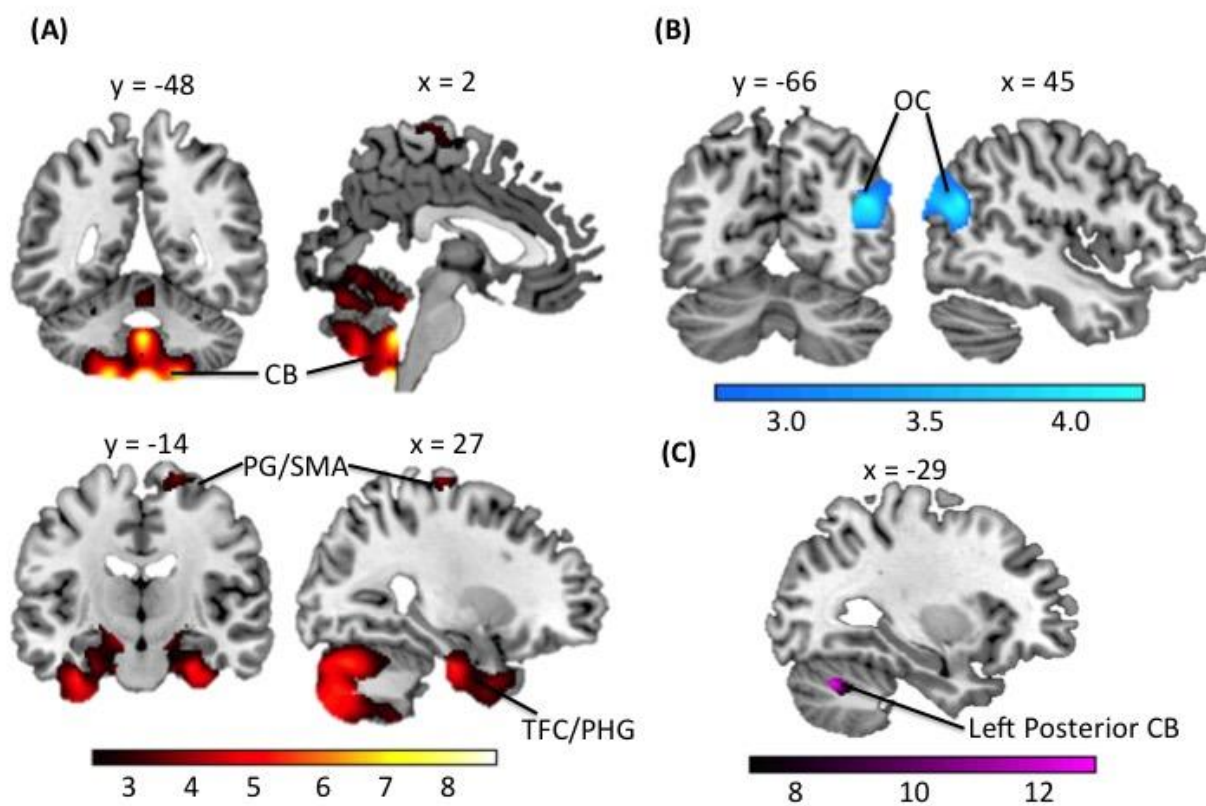 (A)
y = -48
x = 2
CB
y = -14
x = 27
PG/SMA
TFC/PHG
3 4 5 6 7 8
(B)
y = -66
x = 45
OC
3.0 3.5 4.0
(C)
x = -29
Left Posterior CB
8 10 12